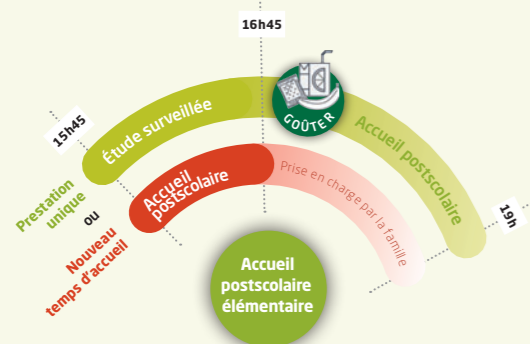 16h45
15h45
Étude surveillée
GOÛTER
Accueil postscolaire
19h
Prestation
unique
ou
Nouveau
temps d'accueil
Accueil
postscolaire
Prise en charge par la famille
Accueil
postscolaire
élémentaire